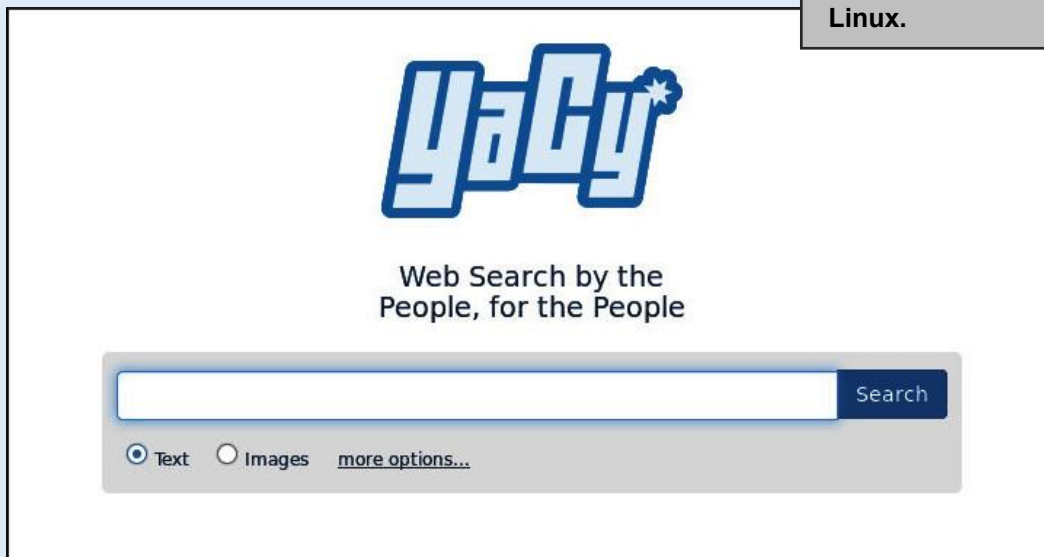 Linux.
YaCy
Web Search by the
People, for the People
Search
Text Images more options...